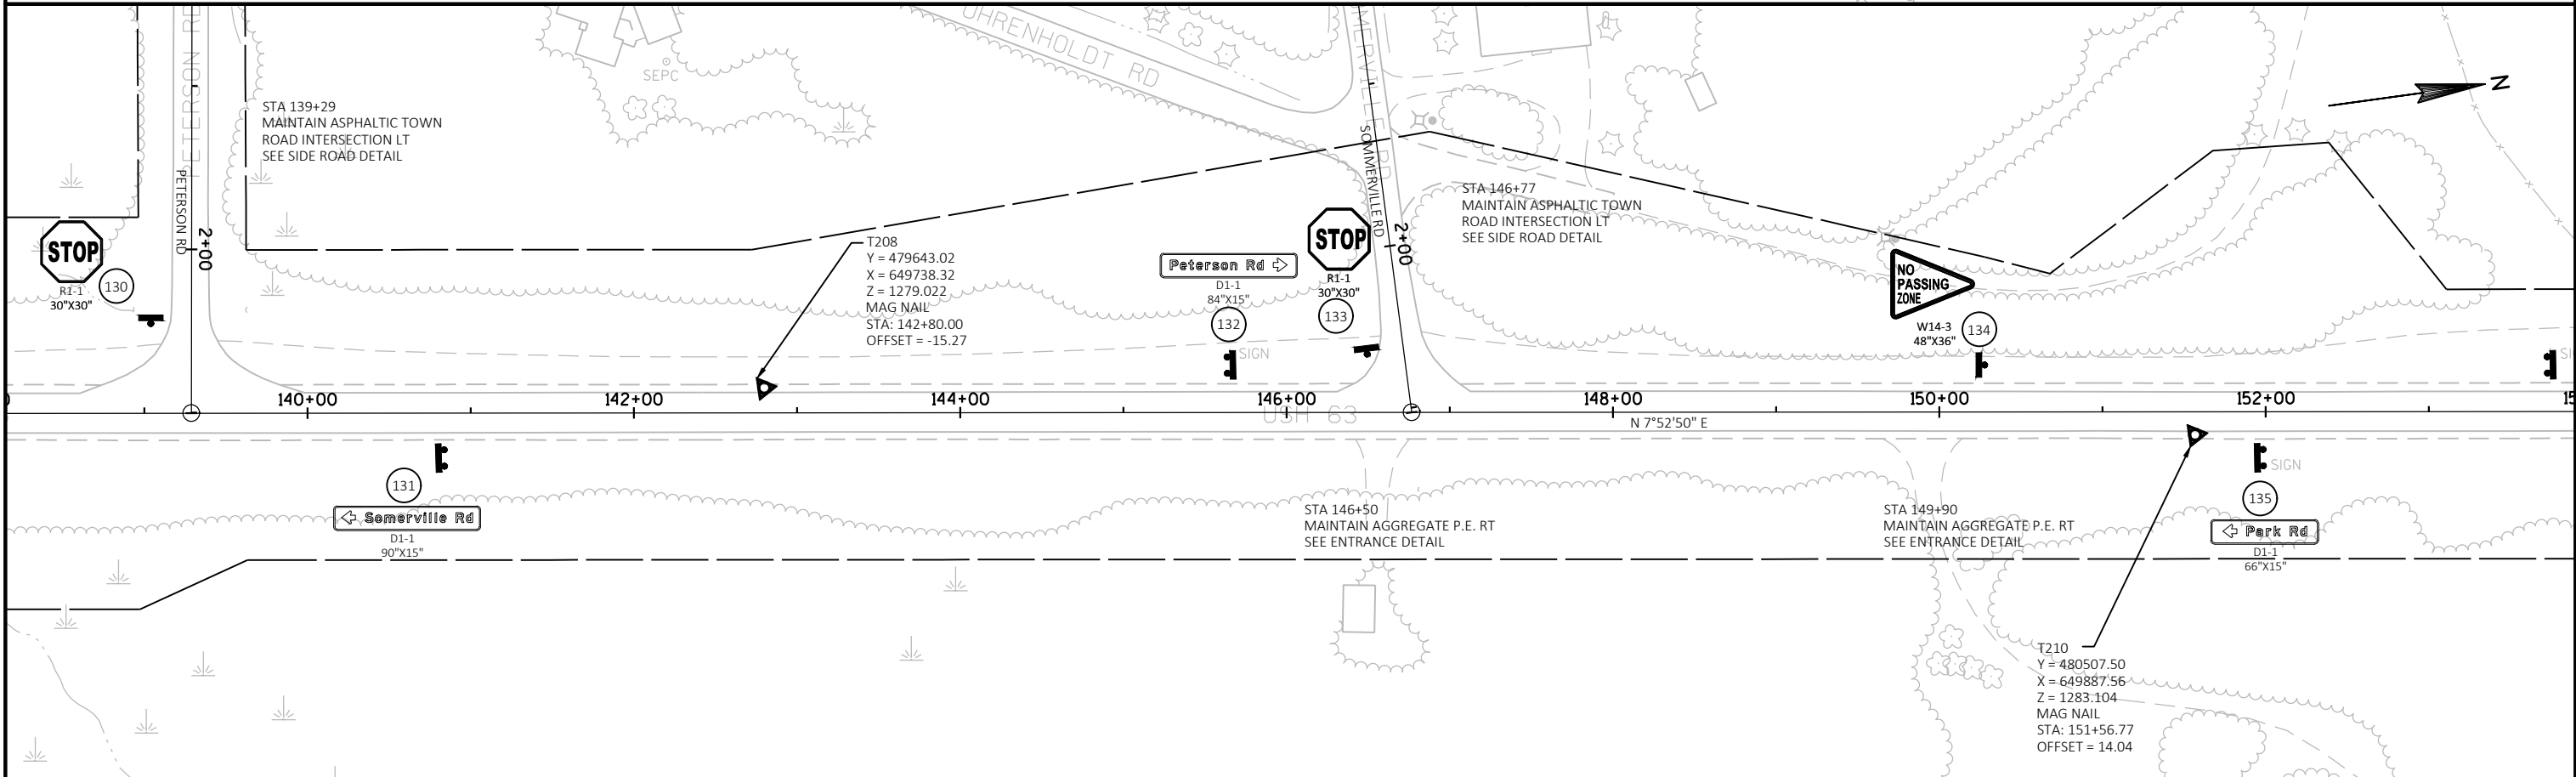 PETERSON RD
PETERSON RD
2+00
STOP
R1-1
30"X30"
130
STA 139+29
MAINTAIN ASPHALTIC TOWN
ROAD INTERSECTION LT
SEE SIDE ROAD DETAIL
SEPC
UHRENHOLDT RD
T208
Y = 479643.02
X = 649738.32
Z = 1279.022
MAG NAIL
STA: 142+80.00
OFFSET = -15.27
Peterson Rd
D1-1
84"X15"
132
SIGN
STOP
R1-1
30"X30"
133
SOMMERVILLE RD
2+00
STA 146+77
MAINTAIN ASPHALTIC TOWN
ROAD INTERSECTION LT
SEE SIDE ROAD DETAIL
NO
PASSING
ZONE
W14-3
48"X36"
134
N
140+00
142+00
144+00
146+00
148+00
150+00
152+00
USH 63
N 7°52'50" E
131
Somerville Rd
D1-1
90"X15"
STA 146+50
MAINTAIN AGGREGATE P.E. RT
SEE ENTRANCE DETAIL
STA 149+90
MAINTAIN AGGREGATE P.E. RT
SEE ENTRANCE DETAIL
SIGN
135
Park Rd
D1-1
66"X15"
T210
Y = 480507.50
X = 649887.56
Z = 1283.104
MAG NAIL
STA: 151+56.77
OFFSET = 14.04